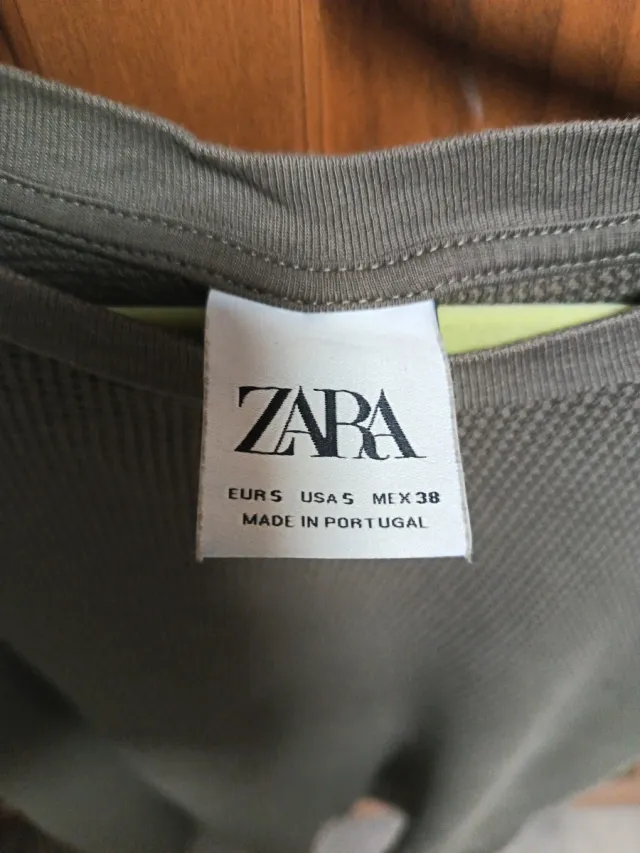 ZARA
EUR S USA S MEX 38
MADE IN PORTUGAL